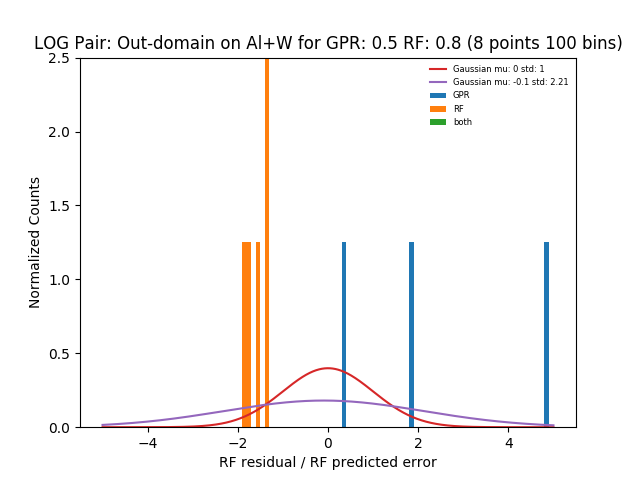 LOG Pair: Out-domain on Al+W for GPR: 0.5 RF: 0.8 (8 points 100 bins)
2.5
2.0
1.5
1.0
0.5
0.0
Normalized Counts
Gaussian mu: 0 std: 1
Gaussian mu: -0.1 std: 2.21
GPR
RF
both
−4 −2 0 2 4
RF residual / RF predicted error